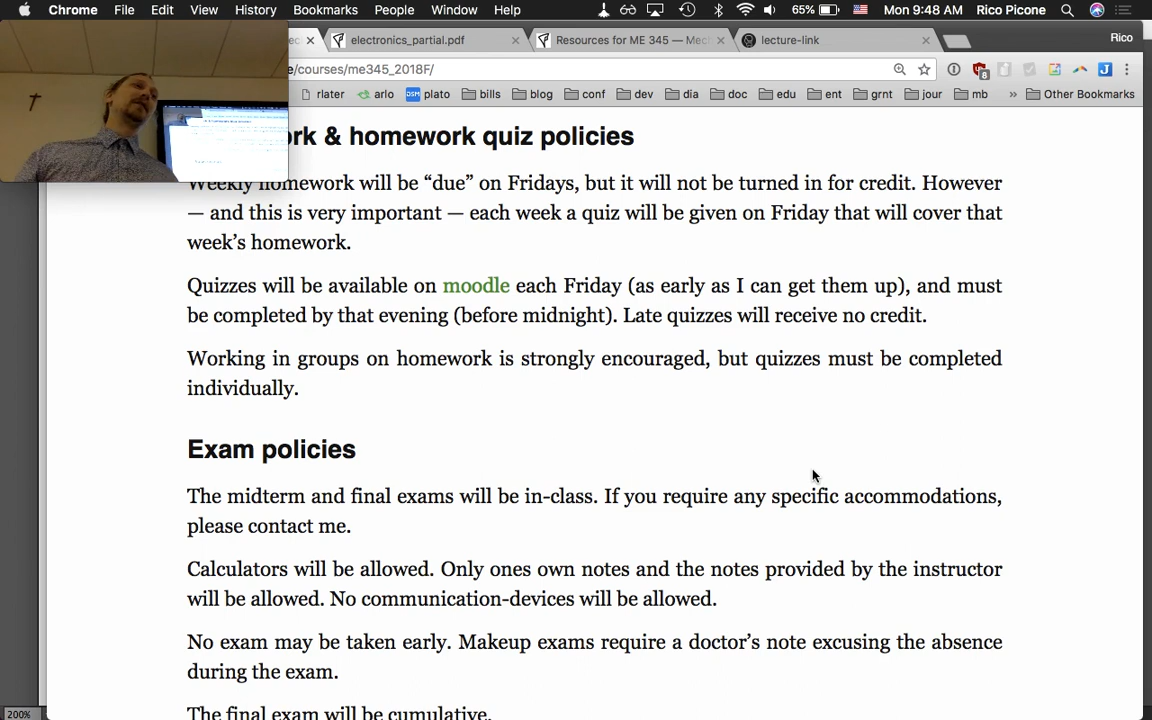 Chrome File Edit View History Bookmarks People Window Help 65% Mon 9:48 AM Rico Picone
electronics_partial.pdf Resources for ME 345 — Mech lecture-link Rico
e/courses/me345_2018F/ 8
rlater arlo DSM plato bills blog conf dev dia doc edu ent grnt jour mb » Other Bookmarks
rk & homework quiz policies
Weekly homework will be “due” on Fridays, but it will not be turned in for credit. However
— and this is very important — each week a quiz will be given on Friday that will cover that
week’s homework.
Quizzes will be available on moodle each Friday (as early as I can get them up), and must
be completed by that evening (before midnight). Late quizzes will receive no credit.
Working in groups on homework is strongly encouraged, but quizzes must be completed
individually.
Exam policies
The midterm and final exams will be in-class. If you require any specific accommodations,
please contact me.
Calculators will be allowed. Only ones own notes and the notes provided by the instructor
will be allowed. No communication-devices will be allowed.
No exam may be taken early. Makeup exams require a doctor’s note excusing the absence
during the exam.
The final exam will be cumulative.
200%